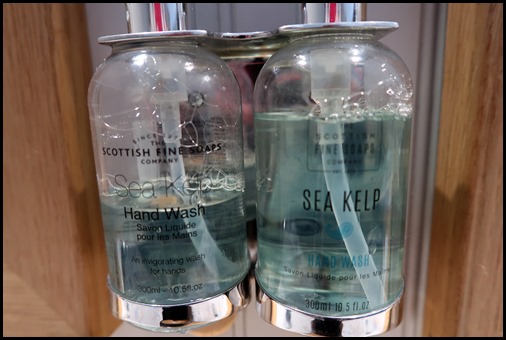 SINCE
THE
SCOTTISH FINE SOAPS
COMPANY
Sea Kelp
Hand Wash
Savon Liquide
pour les Mains
An invigorating wash
for hands
300ml - 10.5fl.oz
SCOTTISH
FINE SOAPS
COMPANY
SEA KELP
HAND WASH
Savon Liquide pour les Mains
300ml 10.5 fl.oz